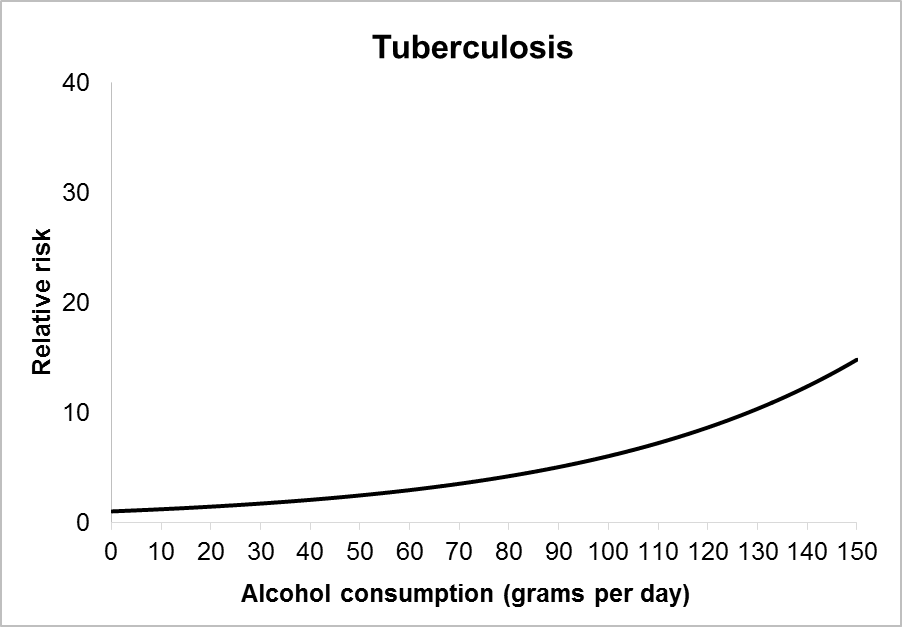 Tuberculosis
40
30
20
10
0
Relative risk
0 10 20 30 40 50 60 70 80 90 100 110 120 130 140 150
Alcohol consumption (grams per day)